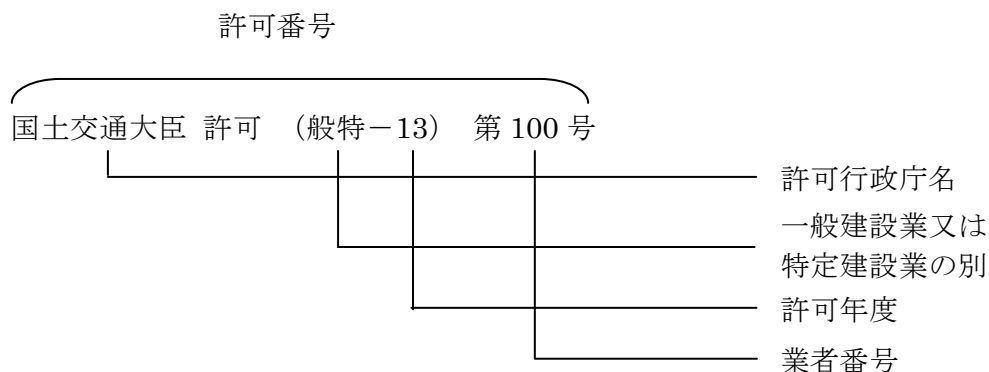 許可番号
国土交通大臣 許可 （般特－13） 第 100 号
許可行政庁名
一般建設業又は
特定建設業の別
許可年度
業者番号